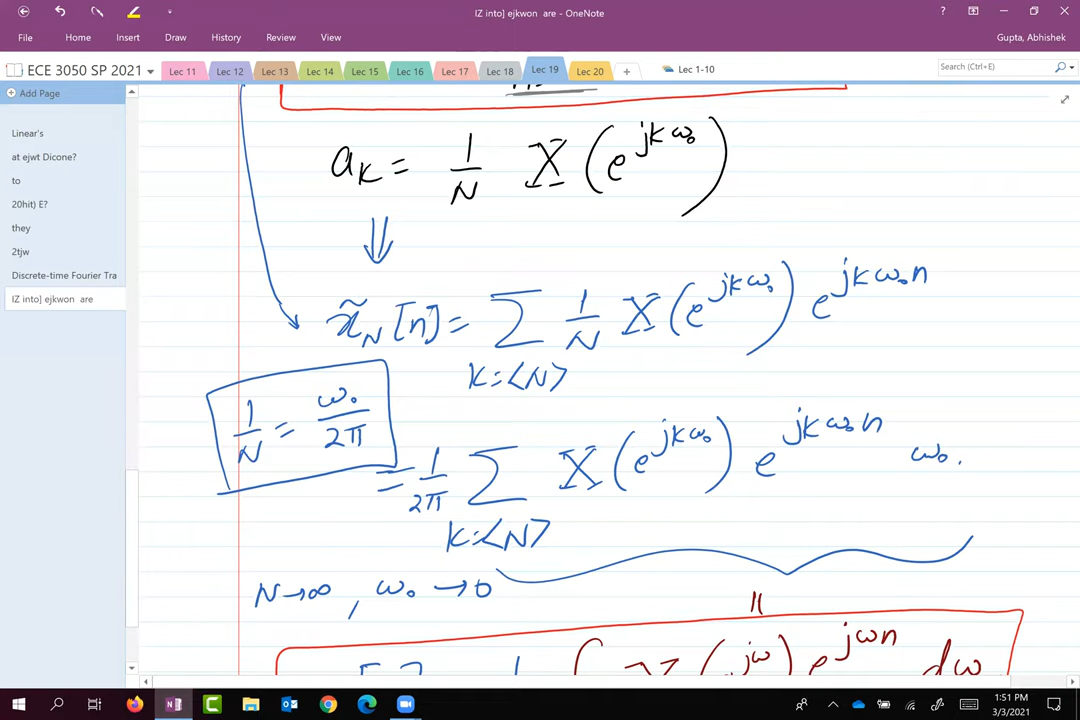 IZ into] ejkwon are - OneNote
File Home Insert Draw History Review View Gupta, Abhishek
ECE 3050 SP 2021 Lec 11 Lec 12 Lec 13 Lec 14 Lec 15 Lec 16 Lec 17 Lec 18 Lec 19 Lec 20 + Lec 1-10 Search (Ctrl+E)
Add Page
Linear's
at ejwt Dicone?
to
20hit) E?
they
2tjw
Discrete-time Fourier Tra
IZ into] ejkwon are
a_K = 1/N X(e^{jkω₀})
⇓
x̃_N[n] = Σ_{K=<N>} 1/N X(e^{jkω₀}) e^{jkω₀n}
1/N = ω₀/2π
= 1/2π Σ_{K=<N>} X(e^{jkω₀}) e^{jkω₀n} ω₀.
N→∞, ω₀→0
X(e^{jω}) e^{jωn} dω
1:51 PM
3/3/2021